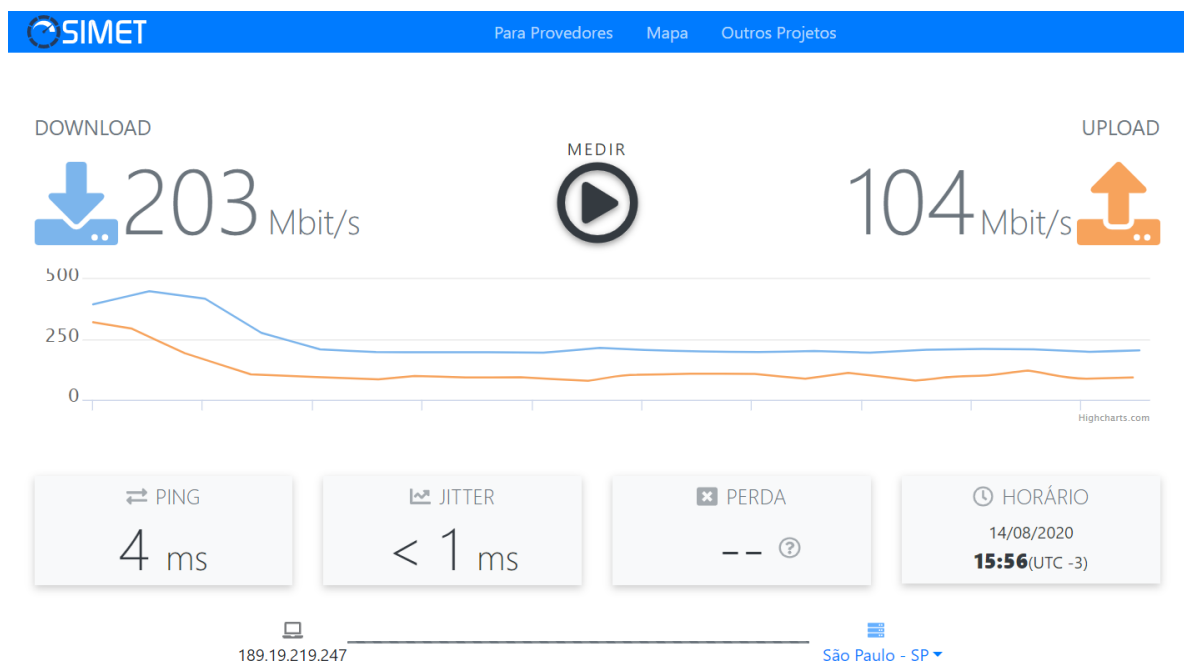 SIMET
Para Provedores Mapa Outros Projetos
DOWNLOAD
UPLOAD
MEDIR
203 Mbit/s
104 Mbit/s
500
250
0
Highcharts.com
PING
4 ms
JITTER
< 1 ms
PERDA
-- ?
HORÁRIO
14/08/2020
15:56(UTC -3)
189.19.219.247
São Paulo - SP